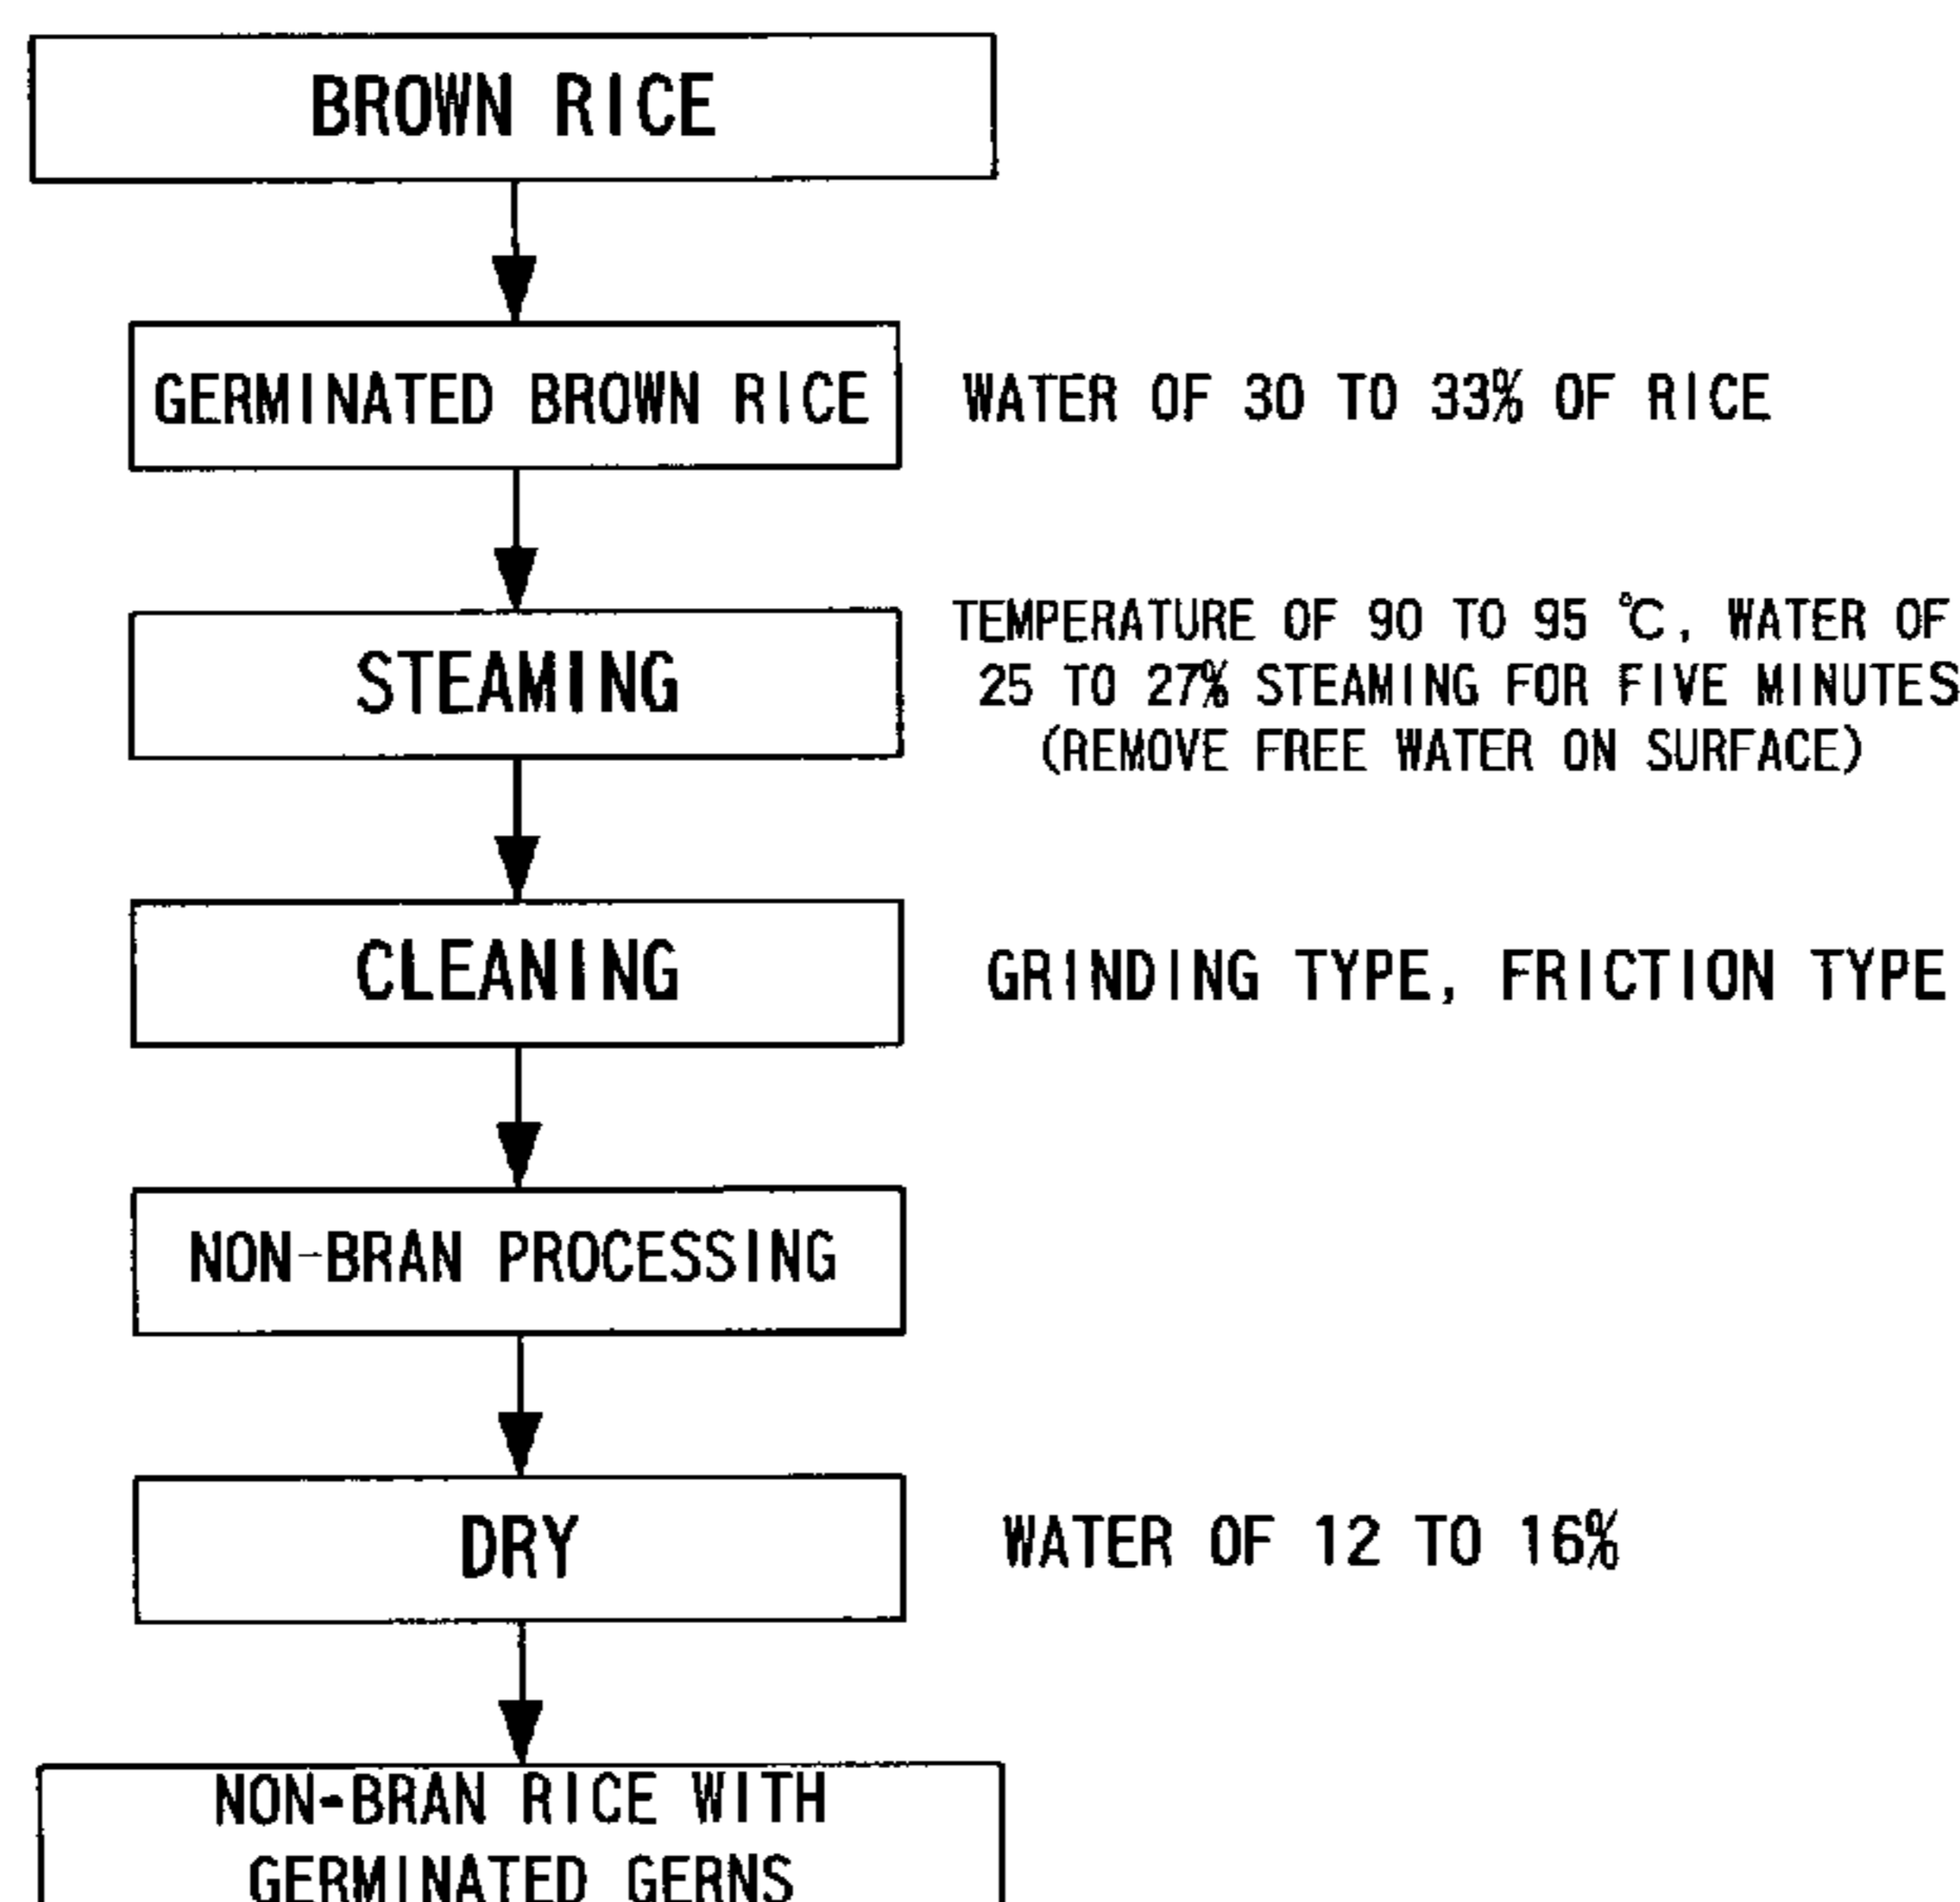 BROWN RICE
GERMINATED BROWN RICE
WATER OF 30 TO 33% OF RICE
STEAMING
TEMPERATURE OF 90 TO 95 ℃, WATER OF
25 TO 27% STEAMING FOR FIVE MINUTES
(REMOVE FREE WATER ON SURFACE)
CLEANING
GRINDING TYPE, FRICTION TYPE
NON-BRAN PROCESSING
DRY
WATER OF 12 TO 16%
NON-BRAN RICE WITH
GERMINATED GERNS